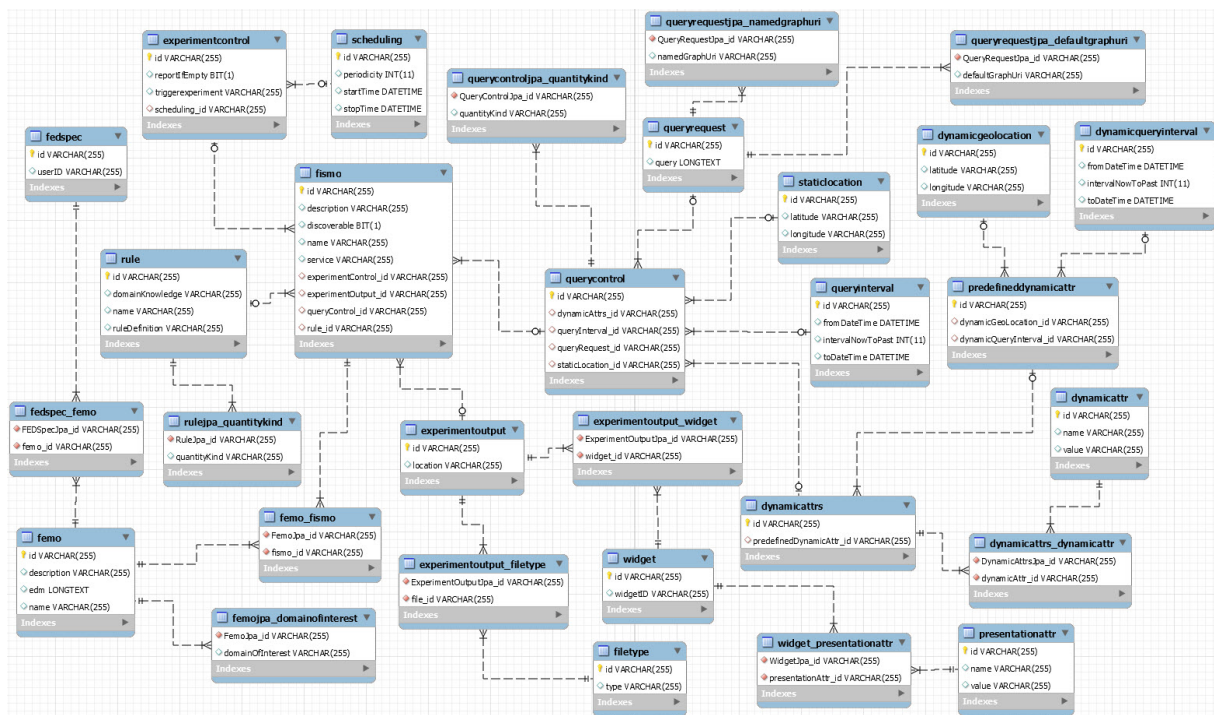 experimentcontrol
id VARCHAR(255)
reportIfEmpty BIT(1)
triggerexperiment VARCHAR(255)
scheduling_id VARCHAR(255)
Indexes
scheduling
id VARCHAR(255)
periodicity INT(11)
startTime DATETIME
stopTime DATETIME
Indexes
querycontroljpa_quantitykind
QueryControlJpa_id VARCHAR(255)
quantityKind VARCHAR(255)
Indexes
queryrequestjpa_namedgraphuri
QueryRequestJpa_id VARCHAR(255)
namedGraphUri VARCHAR(255)
Indexes
queryrequestjpa_defaultgraphuri
QueryRequestJpa_id VARCHAR(255)
defaultGraphUri VARCHAR(255)
Indexes
fedspec
id VARCHAR(255)
userID VARCHAR(255)
Indexes
queryrequest
id VARCHAR(255)
query LONGTEXT
Indexes
dynamicgeolocation
id VARCHAR(255)
latitude VARCHAR(255)
longitude VARCHAR(255)
Indexes
dynamicqueryinterval
id VARCHAR(255)
fromDateTime DATETIME
intervalNowToPast INT(11)
toDateTime DATETIME
Indexes
fismo
id VARCHAR(255)
description VARCHAR(255)
discoverable BIT(1)
name VARCHAR(255)
service VARCHAR(255)
experimentControl_id VARCHAR(255)
experimentOutput_id VARCHAR(255)
queryControl_id VARCHAR(255)
rule_id VARCHAR(255)
Indexes
staticlocation
id VARCHAR(255)
latitude VARCHAR(255)
longitude VARCHAR(255)
Indexes
rule
id VARCHAR(255)
domainKnowledge VARCHAR(255)
name VARCHAR(255)
ruleDefinition VARCHAR(255)
Indexes
querycontrol
id VARCHAR(255)
dynamicAttrs_id VARCHAR(255)
queryInterval_id VARCHAR(255)
queryRequest_id VARCHAR(255)
staticLocation_id VARCHAR(255)
Indexes
queryinterval
id VARCHAR(255)
fromDateTime DATETIME
intervalNowToPast INT(11)
toDateTime DATETIME
Indexes
predefineddynamicattr
id VARCHAR(255)
dynamicGeoLocation_id VARCHAR(255)
dynamicQueryInterval_id VARCHAR(255)
Indexes
fedspec_femo
FEDSpecJpa_id VARCHAR(255)
femo_id VARCHAR(255)
Indexes
rulejpa_quantitykind
RuleJpa_id VARCHAR(255)
quantityKind VARCHAR(255)
Indexes
experimentoutput
id VARCHAR(255)
location VARCHAR(255)
Indexes
experimentoutput_widget
ExperimentOutputJpa_id VARCHAR(255)
widget_id VARCHAR(255)
Indexes
dynamicattr
id VARCHAR(255)
name VARCHAR(255)
value VARCHAR(255)
Indexes
femo_fismo
FemoJpa_id VARCHAR(255)
fismo_id VARCHAR(255)
Indexes
dynamicattrs
id VARCHAR(255)
predefinedDynamicAttr_id VARCHAR(255)
Indexes
femo
id VARCHAR(255)
description VARCHAR(255)
edm LONGTEXT
name VARCHAR(255)
Indexes
experimentoutput_filetype
ExperimentOutputJpa_id VARCHAR(255)
file_id VARCHAR(255)
Indexes
widget
id VARCHAR(255)
widgetID VARCHAR(255)
Indexes
dynamicattrs_dynamicattr
DynamicAttrsJpa_id VARCHAR(255)
dynamicAttr_id VARCHAR(255)
Indexes
femojpa_domainofinterest
FemoJpa_id VARCHAR(255)
domainOfInterest VARCHAR(255)
Indexes
filetype
id VARCHAR(255)
type VARCHAR(255)
Indexes
widget_presentationattr
WidgetJpa_id VARCHAR(255)
presentationAttr_id VARCHAR(255)
Indexes
presentationattr
id VARCHAR(255)
name VARCHAR(255)
value VARCHAR(255)
Indexes